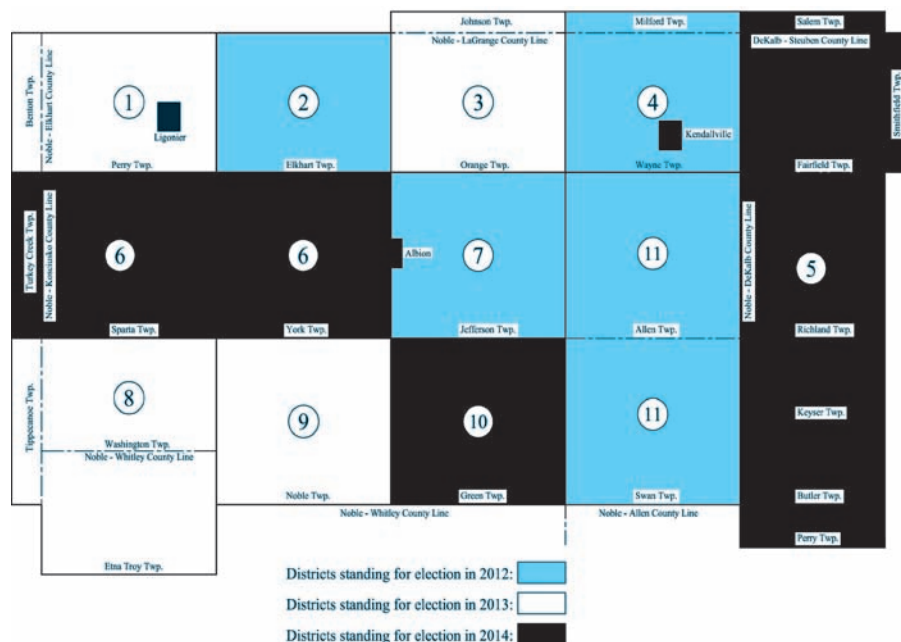 Johnson Twp.
Milford Twp.
Salem Twp.
Noble - LaGrange County Line
DeKalb - Steuben County Line
Benton Twp.
Noble - Elkhart County Line
1
2
3
4
Smithfield Twp.
Ligonier
Kendallville
Perry Twp.
Elkhart Twp.
Orange Twp.
Wayne Twp.
Fairfield Twp.
Turkey Creek Twp.
Noble - Kosciusko County Line
6
6
Albion
7
11
Noble - DeKalb County Line
5
Sparta Twp.
York Twp.
Jefferson Twp.
Allen Twp.
Richland Twp.
Tippecanoe Twp.
8
9
10
11
Keyser Twp.
Washington Twp.
Noble - Whitley County Line
Noble Twp.
Green Twp.
Swan Twp.
Butler Twp.
Noble - Whitley County Line
Noble - Allen County Line
Perry Twp.
Etna Troy Twp.
Districts standing for election in 2012:
Districts standing for election in 2013:
Districts standing for election in 2014: